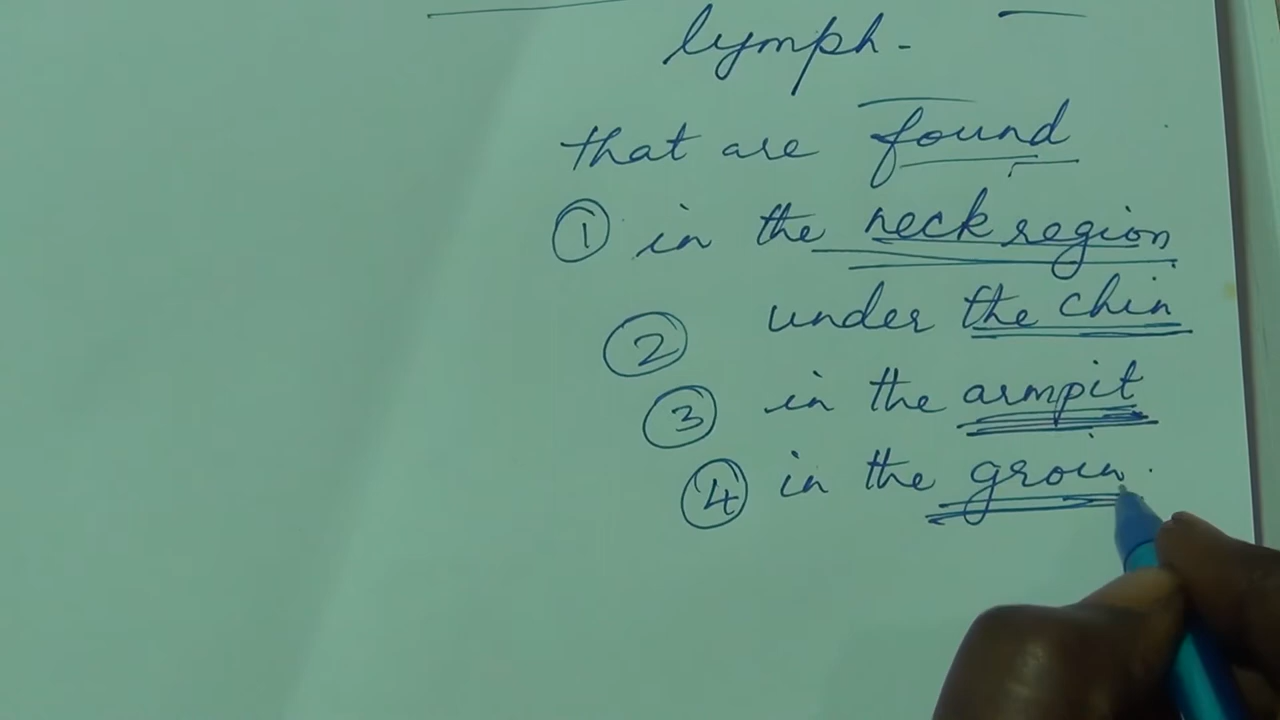 lymph.
that are found
① in the neck region
② under the chin
③ in the armpit
④ in the groin.